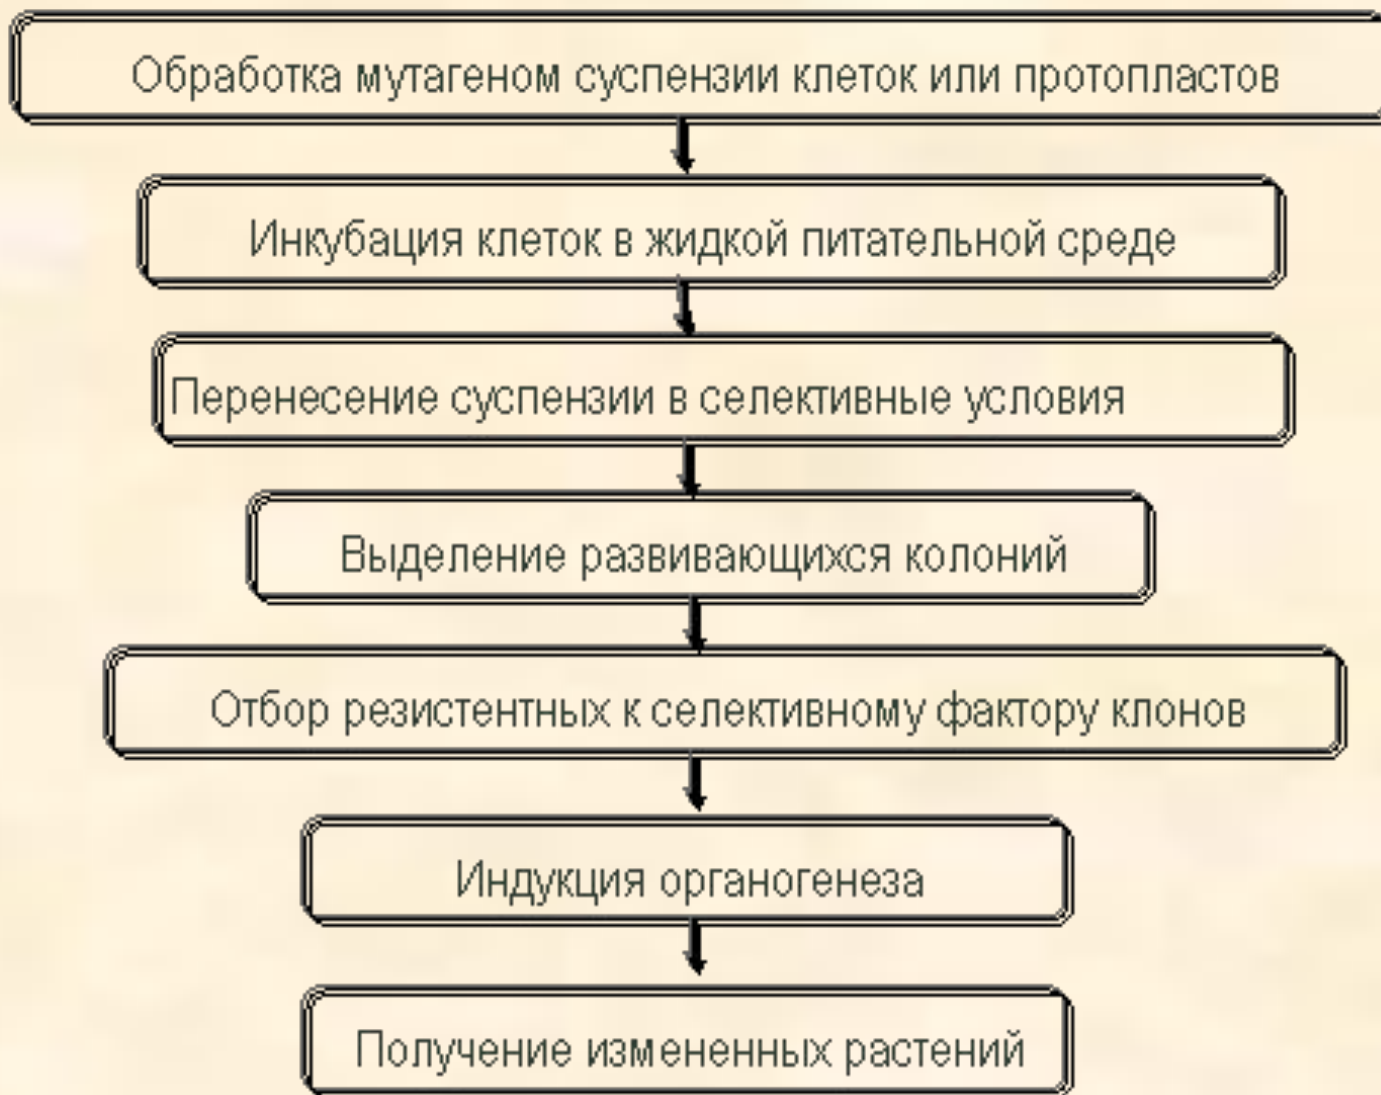 Обработка мутагеном суспензии клеток или протопластов
Инкубация клеток в жидкой питательной среде
Перенесение суспензии в селективные условия
Выделение развивающихся колоний
Отбор резистентных к селективному фактору клонов
Индукция органогенеза
Получение измененных растений